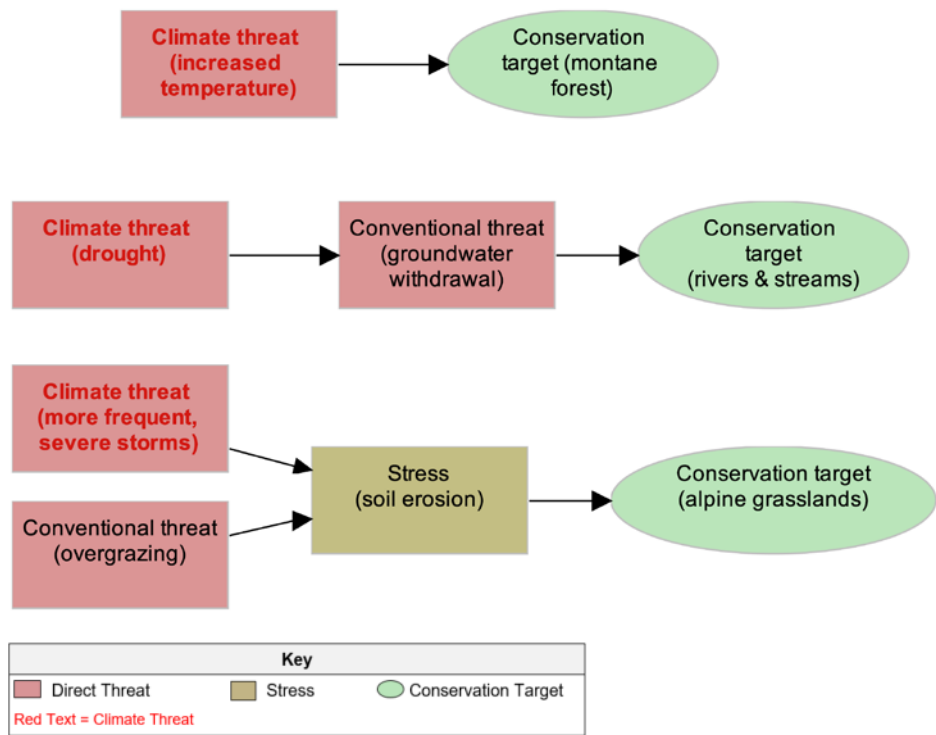 Climate threat
(increased
temperature)
Conservation
target (montane
forest)
Climate threat
(drought)
Conventional threat
(groundwater
withdrawal)
Conservation
target
(rivers & streams)
Climate threat
(more frequent,
severe storms)
Conventional threat
(overgrazing)
Stress
(soil erosion)
Conservation target
(alpine grasslands)
Key
Direct Threat
Stress
Conservation Target
Red Text = Climate Threat